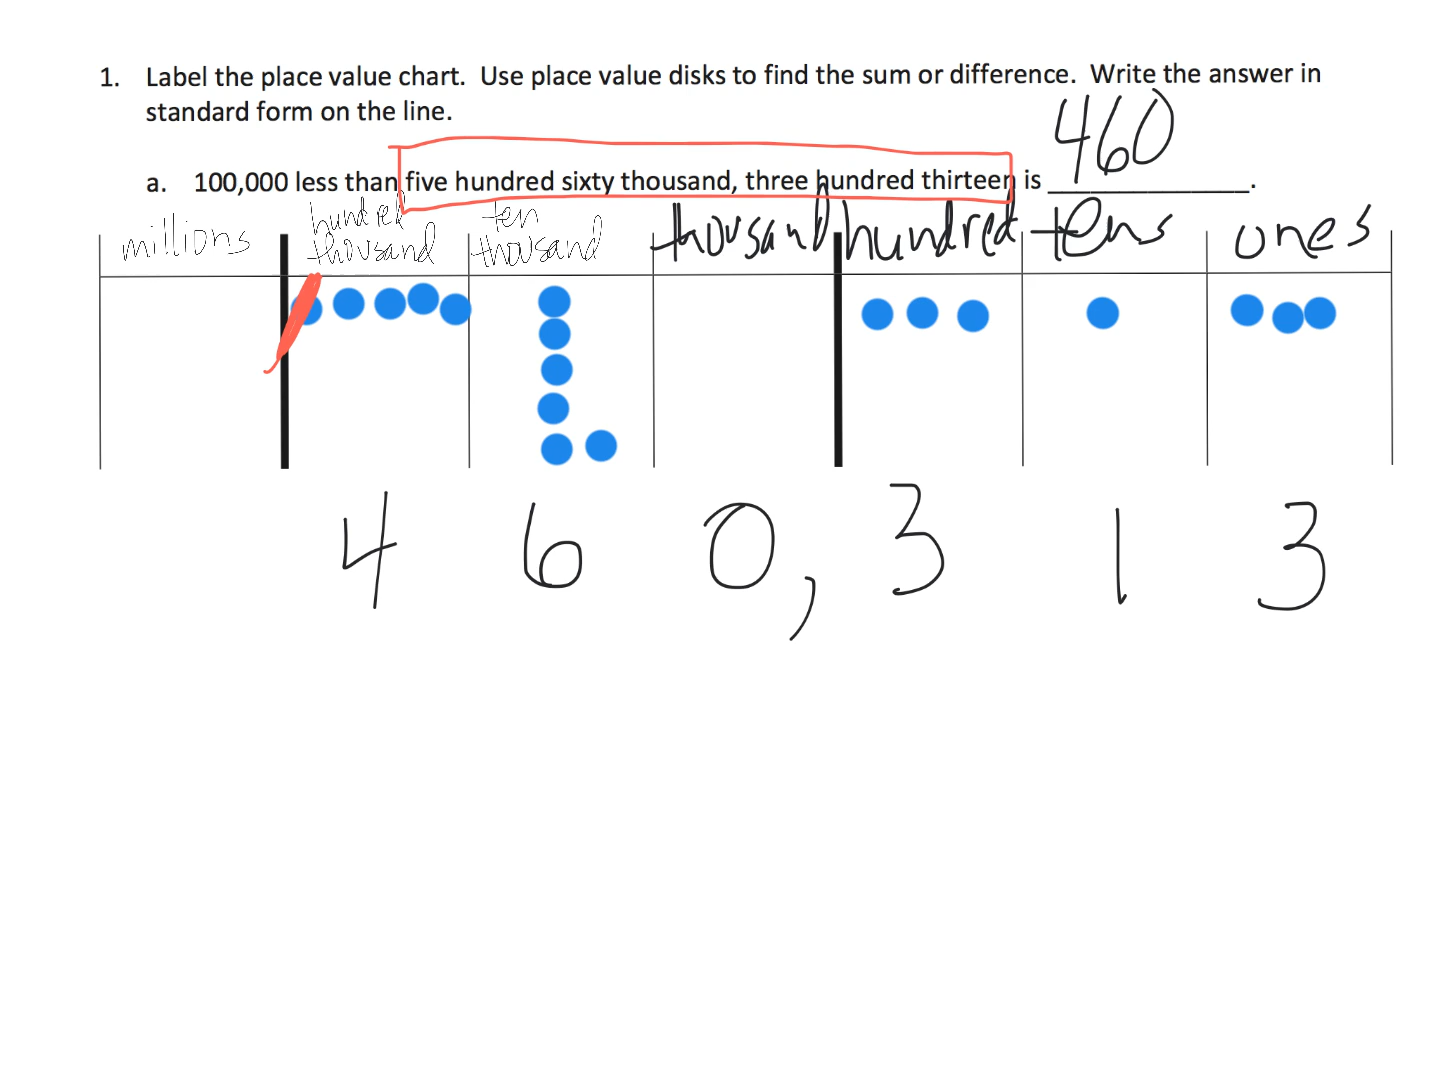 1. Label the place value chart. Use place value disks to find the sum or difference. Write the answer in
standard form on the line.
460
a. 100,000 less than five hundred sixty thousand, three hundred thirteen is ____________.
millions hundred thousand ten thousand thousand hundred tens ones
4 6 0, 3 1 3